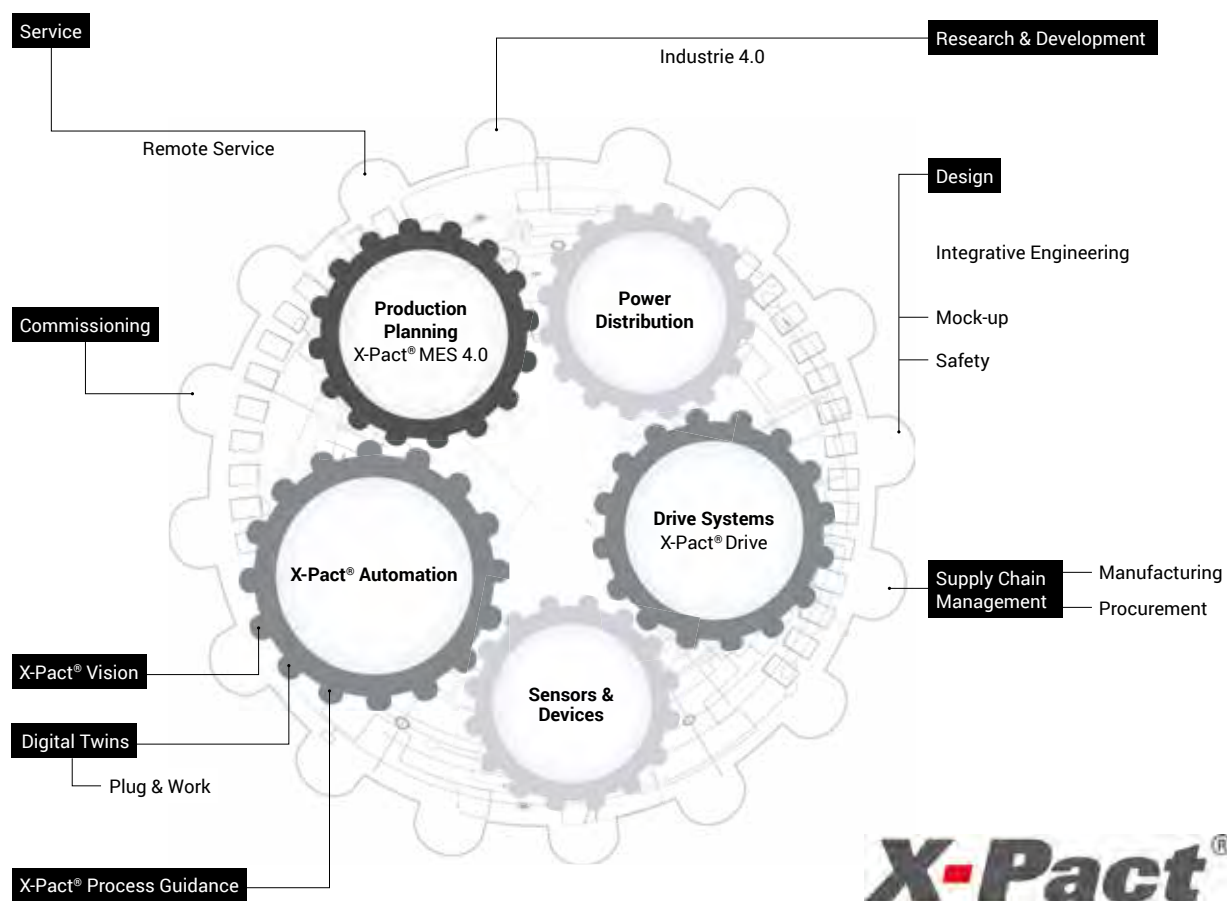 Service
Research & Development
Industrie 4.0
Remote Service
Design
Integrative Engineering
Mock-up
Safety
Commissioning
Production
Planning
X-Pact® MES 4.0
Power
Distribution
Drive Systems
X-Pact® Drive
X-Pact® Automation
Supply Chain
Management
Manufacturing
Procurement
Sensors &
Devices
X-Pact® Vision
Digital Twins
Plug & Work
X-Pact® Process Guidance
X-Pact®